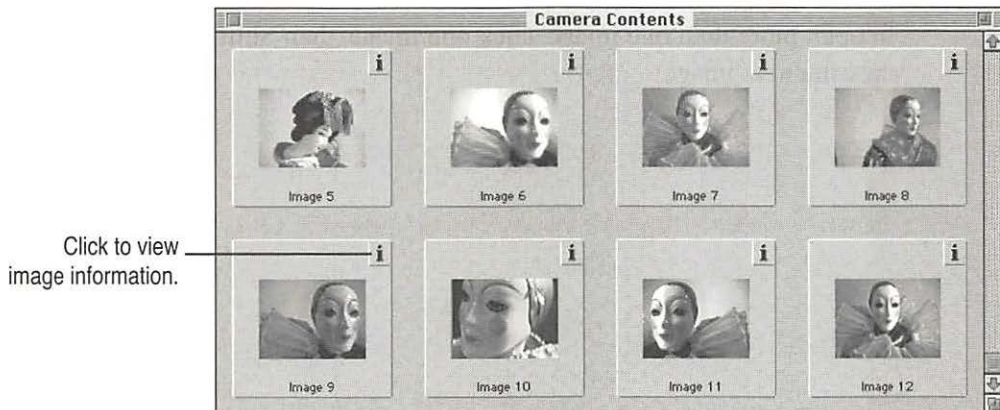 Camera Contents
i
i
i
i
Image 5
Image 6
Image 7
Image 8
Click to view
image information.
i
i
i
i
Image 9
Image 10
Image 11
Image 12